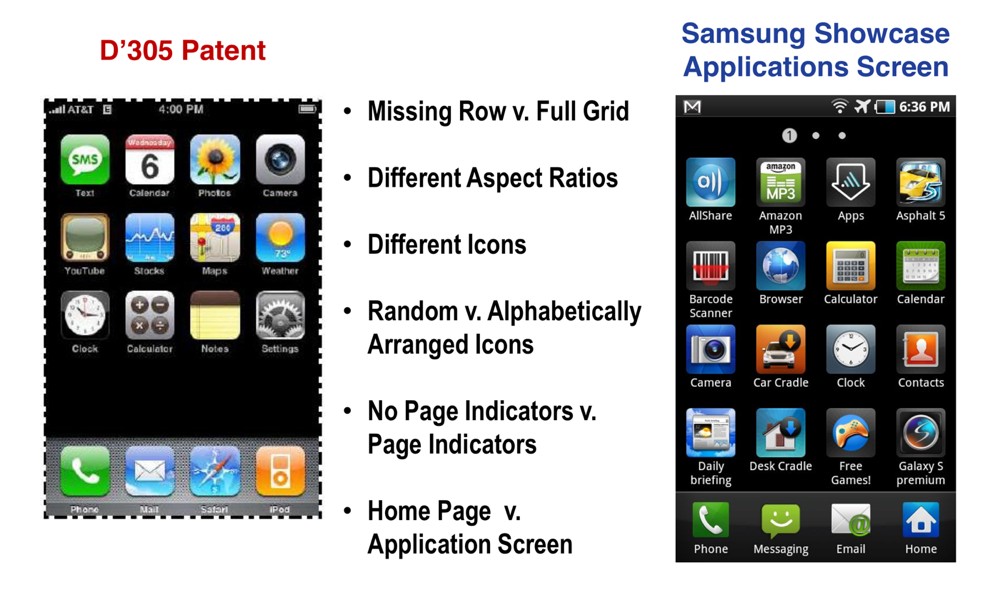 D'305 Patent
AT&T E 4:00 PM
SMS
Wednesday
6
Text Calendar Photos Camera
280
73°
YouTube Stocks Maps Weather
Clock Calculator Notes Settings
Phone Mail Safari iPod
• Missing Row v. Full Grid
• Different Aspect Ratios
• Different Icons
• Random v. Alphabetically
Arranged Icons
• No Page Indicators v.
Page Indicators
• Home Page v.
Application Screen
Samsung Showcase
Applications Screen
6:36 PM
1
amazon
MP3
5
AllShare Amazon Apps Asphalt 5
MP3
Barcode Browser Calculator Calendar
Scanner
Camera Car Cradle Clock Contacts
Daily Desk Cradle Free Galaxy S
briefing Games! premium
@
Phone Messaging Email Home